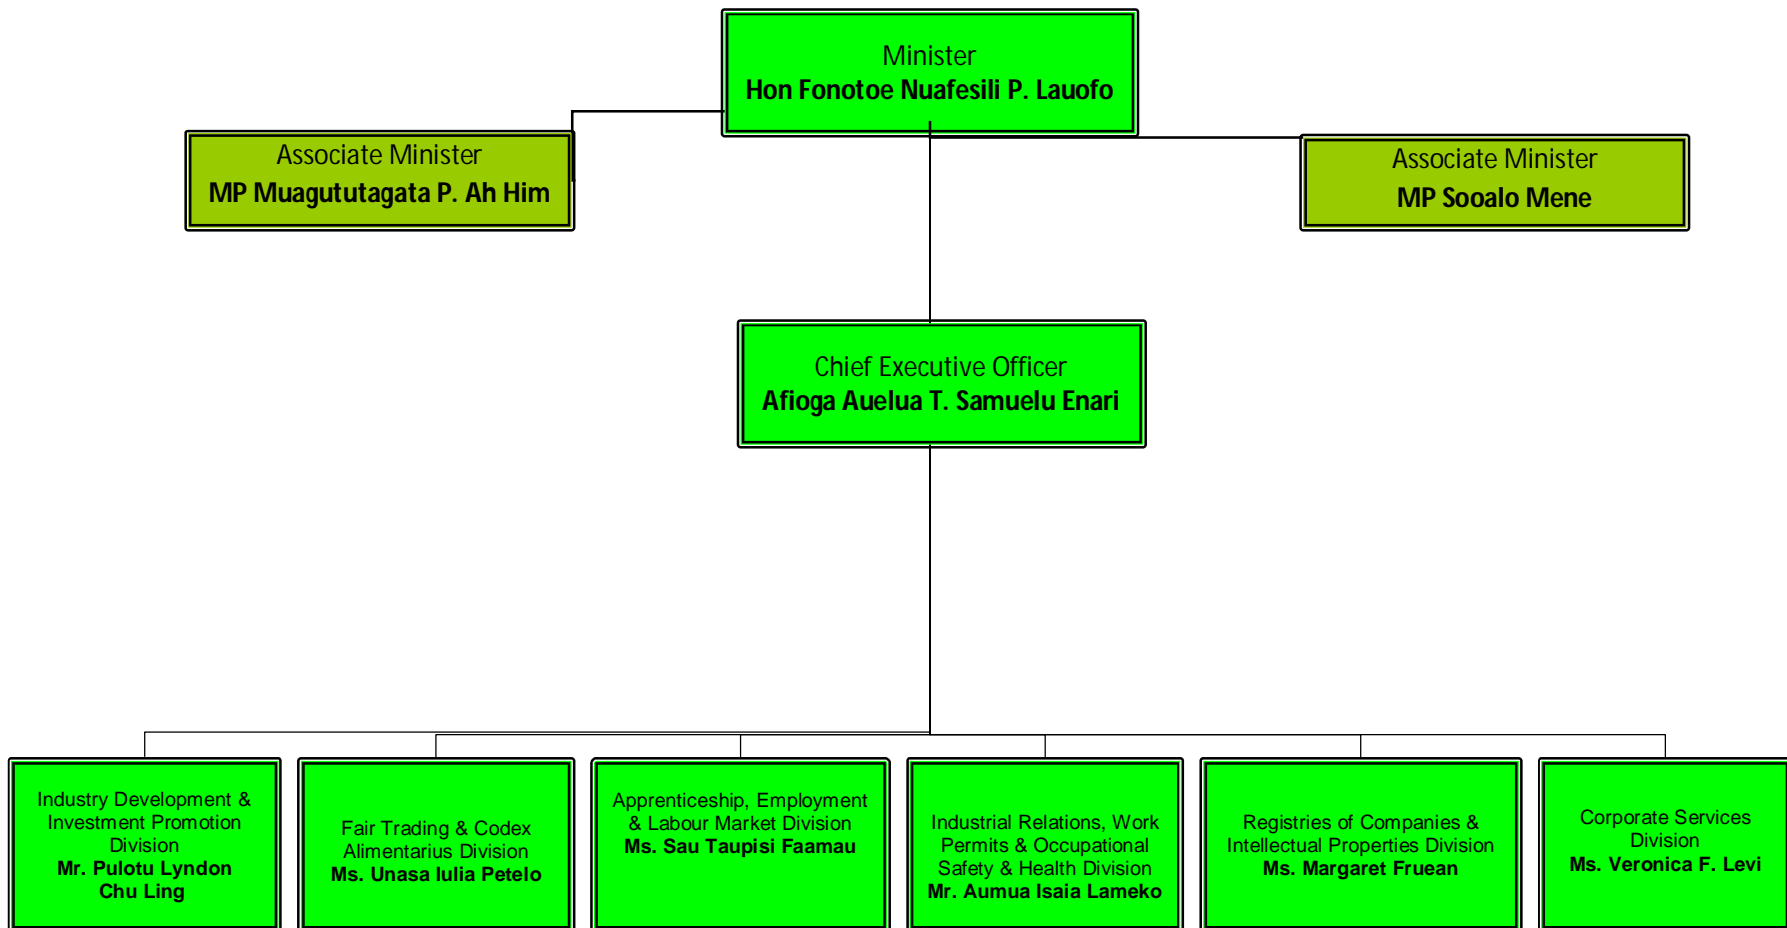 Minister
Hon Fonotoe Nuafesili P. Lauofo
Associate Minister
MP Muagututagata P. Ah Him
Associate Minister
MP Sooalo Mene
Chief Executive Officer
Afioga Auelua T. Samuelu Enari
Industry Development &
Investment Promotion
Division
Mr. Pulotu Lyndon
Chu Ling
Fair Trading & Codex
Alimentarius Division
Ms. Unasa Iulia Petelo
Apprenticeship, Employment
& Labour Market Division
Ms. Sau Taupisi Faamau
Industrial Relations, Work
Permits & Occupational
Safety & Health Division
Mr. Aumua Isaia Lameko
Registries of Companies &
Intellectual Properties Division
Ms. Margaret Fruean
Corporate Services
Division
Ms. Veronica F. Levi